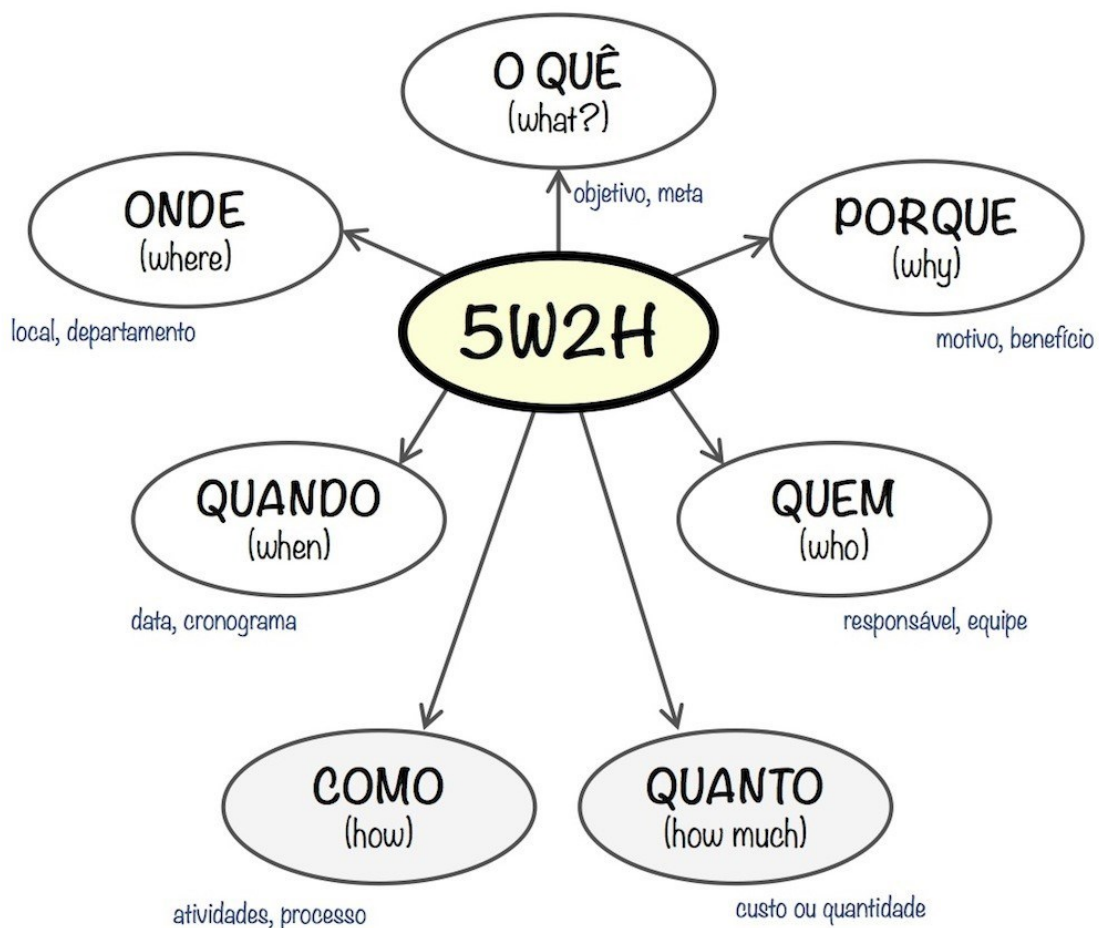 O QUÊ
(what?)
objetivo, meta
ONDE
(where)
local, departamento
PORQUE
(why)
motivo, benefício
5W2H
QUANDO
(when)
data, cronograma
QUEM
(who)
responsável, equipe
COMO
(how)
atividades, processo
QUANTO
(how much)
custo ou quantidade